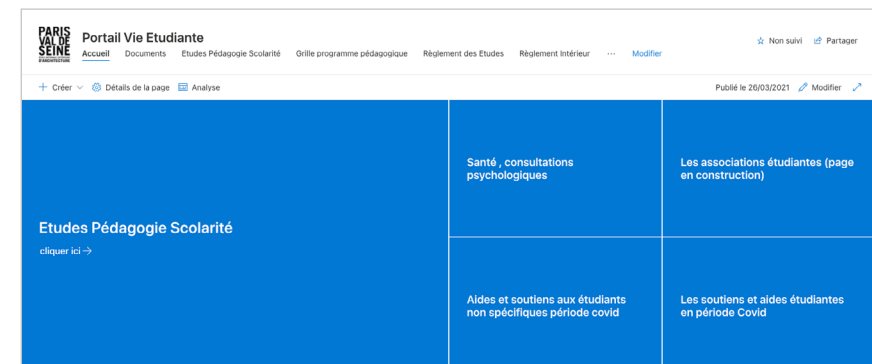 PARIS
VAL DE
SEINE
D'ARCHITECTURE
Portail Vie Etudiante
Accueil Documents Etudes Pédagogie Scolarité Grille programme pédagogique Règlement des Etudes Règlement Intérieur ··· Modifier
Non suivi Partager
+ Créer Détails de la page Analyse
Publié le 26/03/2021 Modifier
Etudes Pédagogie Scolarité
cliquer ici →
Santé , consultations
psychologiques
Les associations étudiantes (page
en construction)
Aides et soutiens aux étudiants
non spécifiques période covid
Les soutiens et aides étudiantes
en période Covid